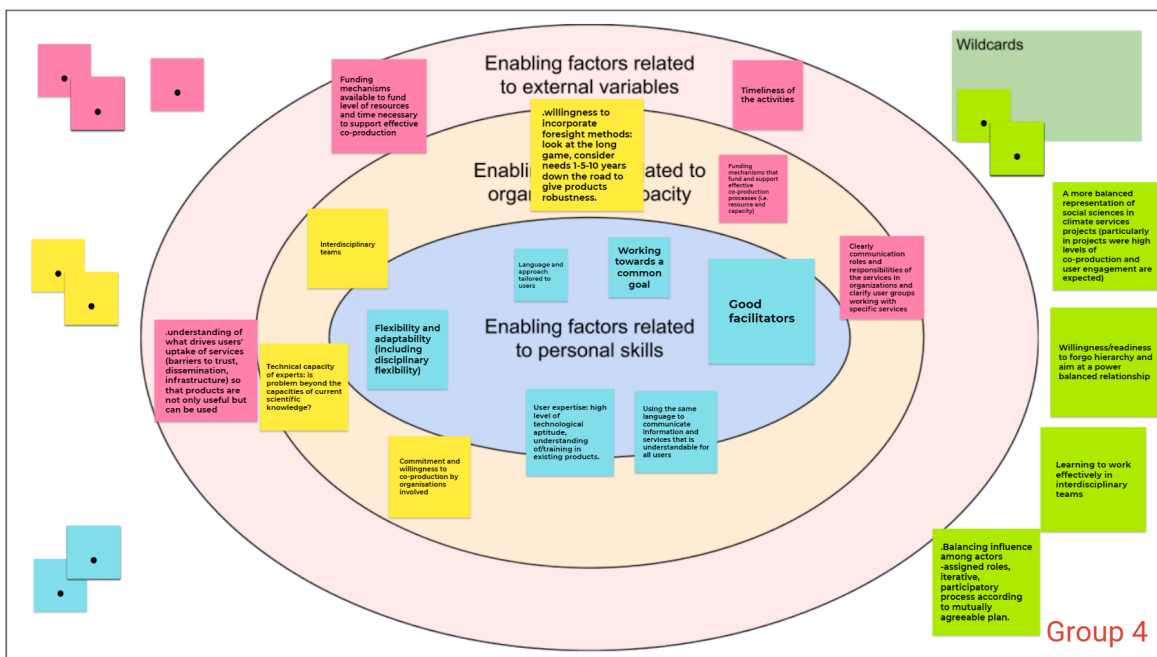 Enabling factors related
to external variables
Wildcards
Funding
mechanisms
available to fund
level of resources
and time necessary
to support effective
co-production
Timeliness of
the activities
.willingness to
incorporate
foresight methods:
look at the long
game, consider
needs 1-5-10 years
down the road to
give products
robustness.
Enabling
ated to
orga
pacity
Funding
mechanisms that
fund and support
effective
co-production
processes (i.e.
resource and
capacity)
A more balanced
representation of
social sciences in
climate services
projects (particularly
in projects were high
levels of
co-production and
user engagement are
expected)
Interdisciplinary
teams
Language and
approach
tailored to
users
Working
towards a
common
goal
Clearly
communication
roles and
responsibilities of
the services in
organizations and
clarify user groups
working with
specific services
Good
facilitators
Enabling factors related
to personal skills
Flexibility and
adaptability
(including
disciplinary
flexibility)
.understanding of
what drives users'
uptake of services
(barriers to trust,
dissemination,
infrastructure) so
that products are
not only useful but
can be used
Technical capacity
of experts: is
problem beyond the
capacities of current
scientific
knowledge?
Willingness/readiness
to forgo hierarchy and
aim at a power
balanced relationship
User expertise: high
level of
technological
aptitude,
understanding
of/training in
existing products.
Using the same
language to
communicate
information and
services that is
understandable for
all users
Commitment and
willingness to
co-production by
organisations
involved
Learning to work
effectively in
interdisciplinary
teams
.Balancing influence
among actors
-assigned roles,
iterative,
participatory
process according
to mutually
agreeable plan.
Group 4